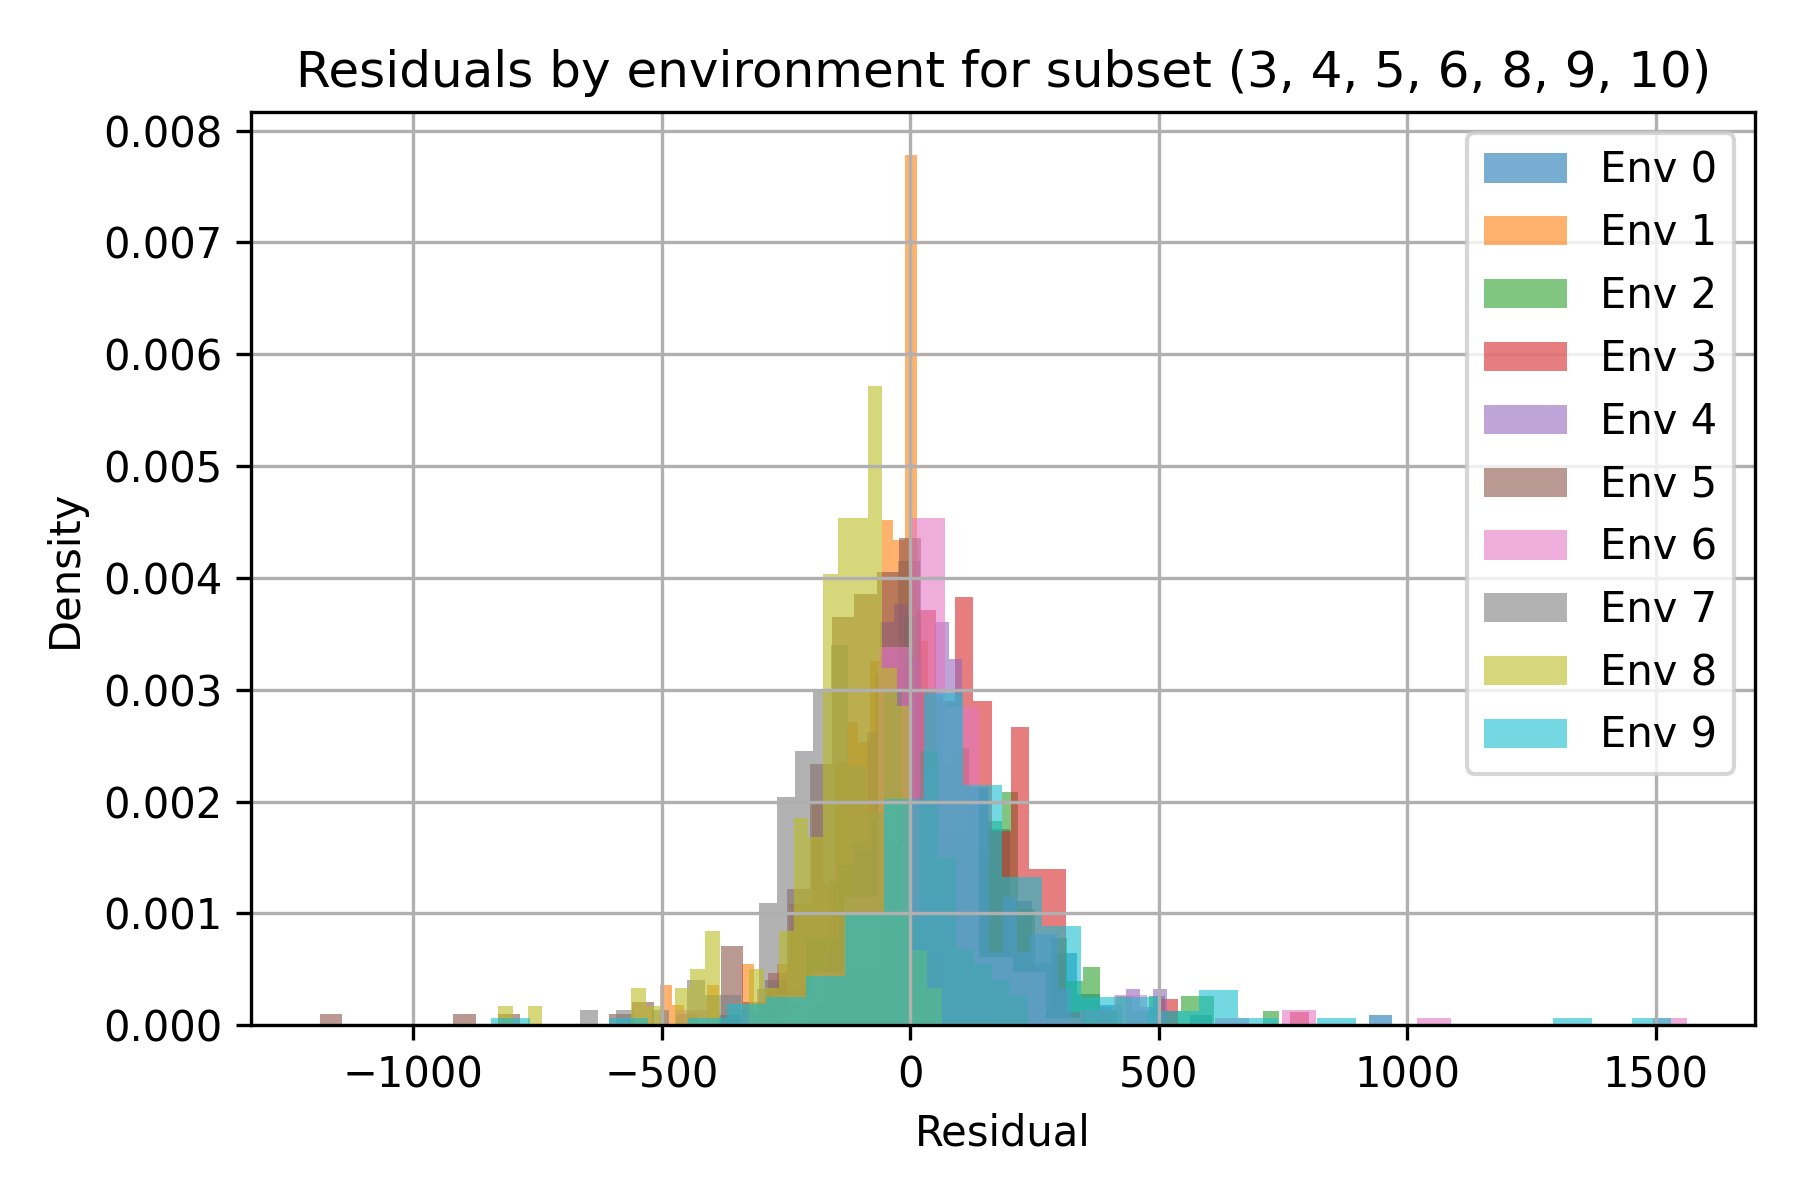 Residuals by environment for subset (3, 4, 5, 6, 8, 9, 10)
0.008
0.007
0.006
0.005
0.004
0.003
0.002
0.001
0.000
Density
−1000
−500
0
500
1000
1500
Residual
Env 0
Env 1
Env 2
Env 3
Env 4
Env 5
Env 6
Env 7
Env 8
Env 9